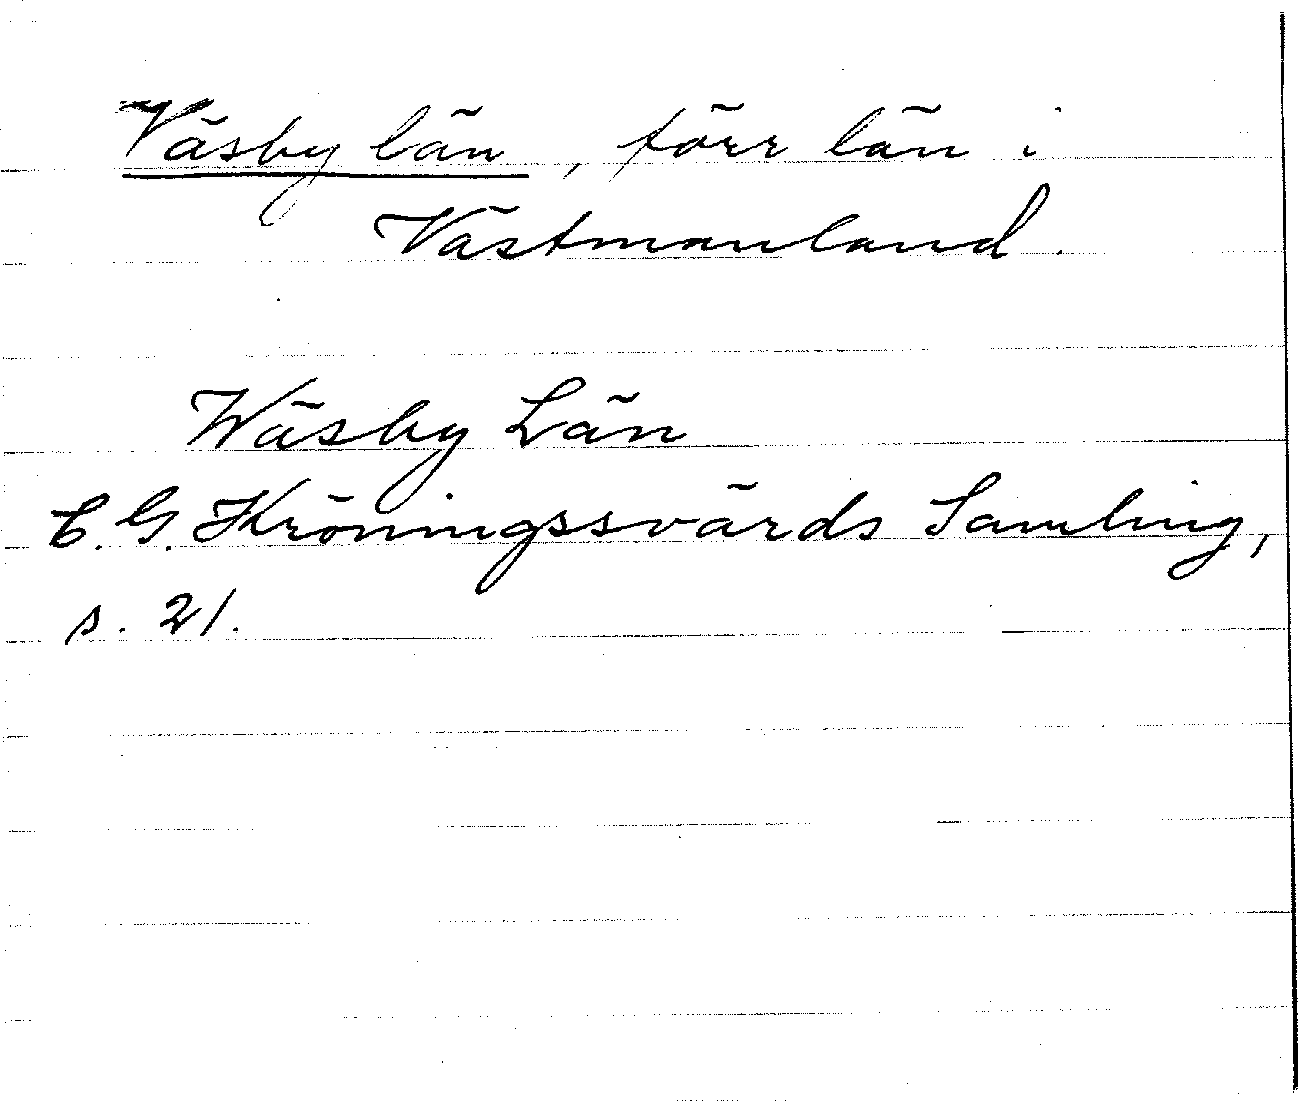 Väsby län, förr län i
Västmanland.
Wäsby Län
C. G. Kröningssvärds Samling,
s. 21.